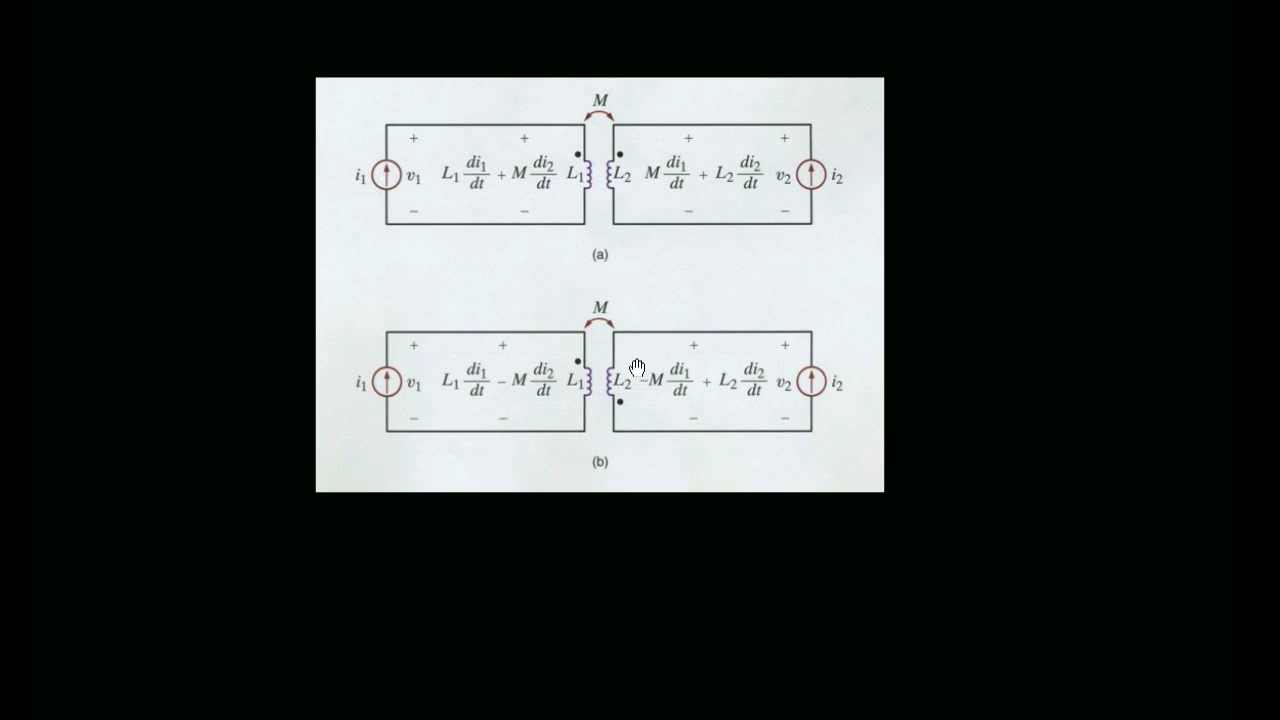 M
+ + + +
i₁ v₁ L₁ di₁/dt + M di₂/dt L₁ L₂ M di₁/dt + L₂ di₂/dt v₂ i₂
− − − −
(a)
M
+ + + +
i₁ v₁ L₁ di₁/dt − M di₂/dt L₁ L₂ −M di₁/dt + L₂ di₂/dt v₂ i₂
− − − −
(b)